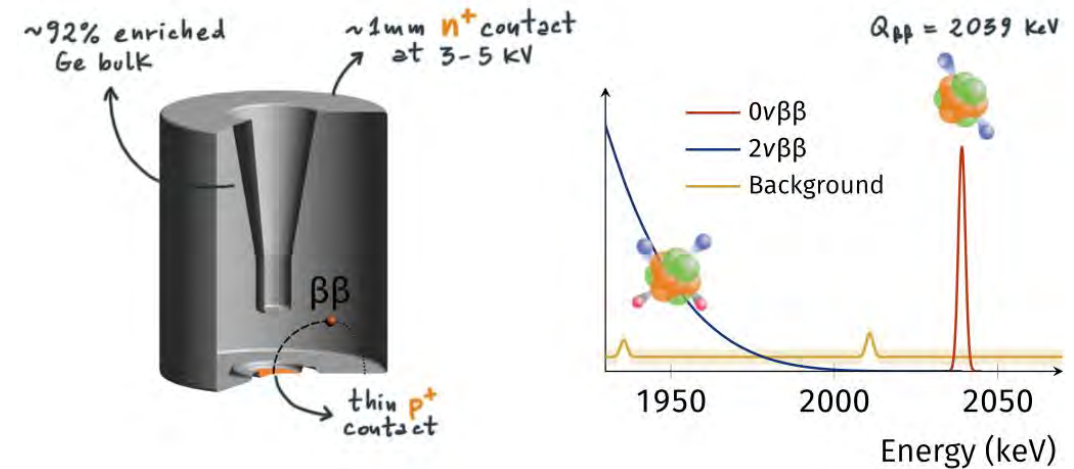 ~92% enriched
Ge bulk
~1mm n⁺ contact
at 3-5 kV
ββ
thin p⁺
contact
Qββ = 2039 keV
0νββ
2νββ
Background
1950
2000
2050
Energy (keV)